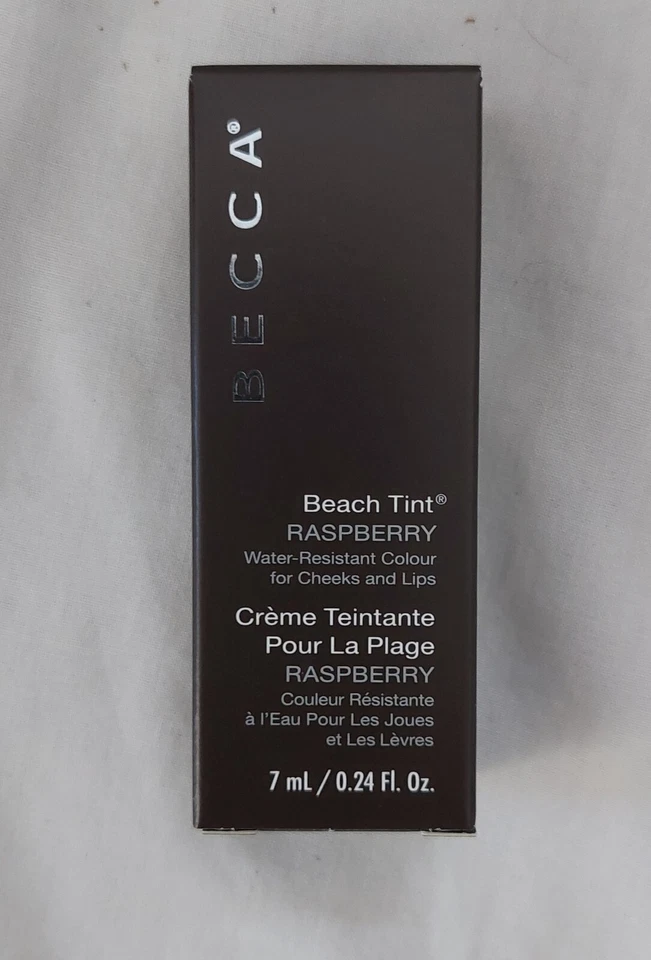 BECCA®
Beach Tint®
RASPBERRY
Water-Resistant Colour
for Cheeks and Lips
Crème Teintante
Pour La Plage
RASPBERRY
Couleur Résistante
à l'Eau Pour Les Joues
et Les Lèvres
7 mL / 0.24 Fl. Oz.